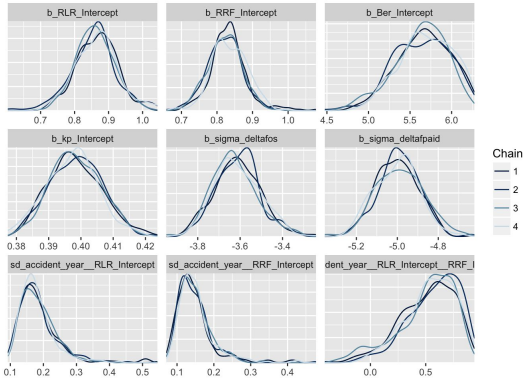 b_RLR_Intercept
b_RRF_Intercept
b_Ber_Intercept
0.7 0.8 0.9 1.0
0.7 0.8 0.9 1.0
4.5 5.0 5.5 6.0
b_kp_Intercept
b_sigma_deltafos
b_sigma_deltafpaid
0.38 0.39 0.40 0.41 0.42
-3.8 -3.6 -3.4
-5.2 -5.0 -4.8
sd_accident_year__RLR_Intercept
sd_accident_year__RRF_Intercept
dent_year__RLR_Intercept__RRF_I
0.1 0.2 0.3 0.4 0.5
0.1 0.2 0.3 0.4
0.0 0.5
Chain
1
2
3
4